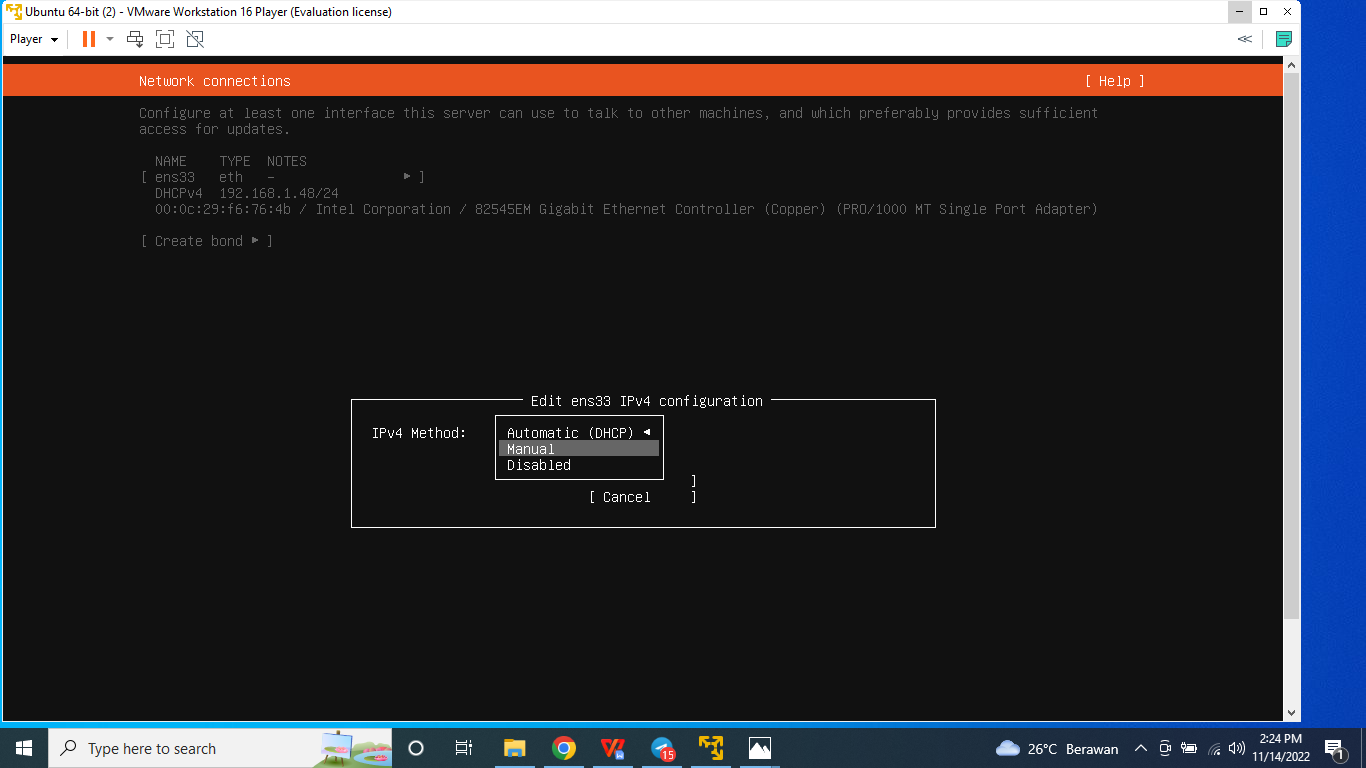 Ubuntu 64-bit (2) - VMware Workstation 16 Player (Evaluation license)
Player
Network connections [ Help ]
Configure at least one interface this server can use to talk to other machines, and which preferably provides sufficient
access for updates.
NAME TYPE NOTES
[ ens33 eth – ▸ ]
DHCPv4 192.168.1.48/24
00:0c:29:f6:76:4b / Intel Corporation / 82545EM Gigabit Ethernet Controller (Copper) (PRO/1000 MT Single Port Adapter)
[ Create bond ▸ ]
Edit ens33 IPv4 configuration
IPv4 Method: Automatic (DHCP) ◂
Manual
Disabled
]
[ Cancel ]
Type here to search
15
26°C Berawan
2:24 PM
11/14/2022
1